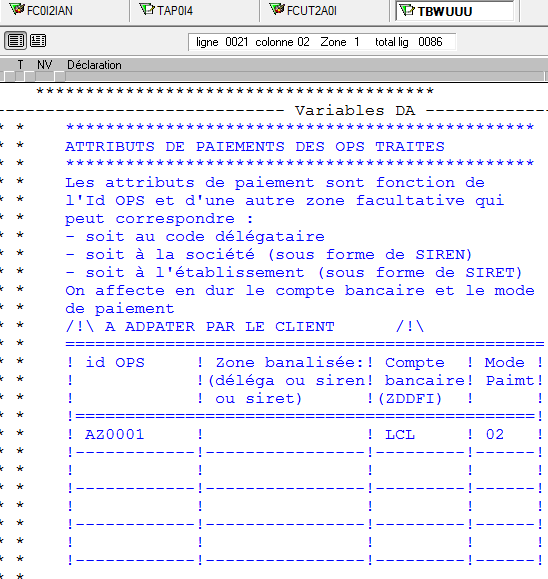 FC0I2IAN TAP0I4 FCUT2A0I TBWUUU
ligne 0021 colonne 02 Zone 1 total lig 0086
T NV Déclaration
****************************************
----------------------------- Variables DA -------------
* * ***********************************************
* * ATTRIBUTS DE PAIEMENTS DES OPS TRAITES
* * ***********************************************
* * Les attributs de paiement sont fonction de
* * l'Id OPS et d'une autre zone facultative qui
* * peut correspondre :
* * - soit au code délégataire
* * - soit à la société (sous forme de SIREN)
* * - soit à l'établissement (sous forme de SIRET)
* * On affecte en dur le compte bancaire et le mode
* * de paiement
* * /!\ A ADPATER PAR LE CLIENT /!\
* * ================================================
* * ! id OPS ! Zone banalisée:! Compte ! Mode
* * ! !(déléga ou siren! bancaire! Paimt!
* * ! ! ou siret) !(ZDDFI) ! !
* * !==============================================!
* * ! AZ0001 ! ! LCL ! 02 !
* * !------------!----------------!---------!------!
* * ! ! ! ! !
* * !------------!----------------!---------!------!
* * ! ! ! ! !
* * !------------!----------------!---------!------!
* * ! ! ! ! !
* * !------------!----------------!---------!------!
* *